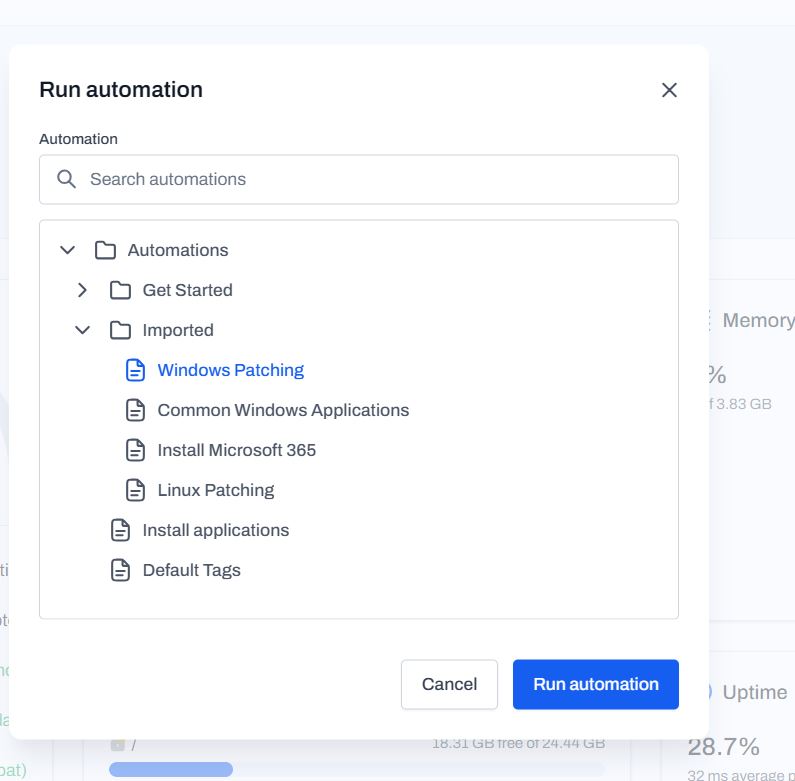 Run automation
Automation
Search automations
Automations
Get Started
Imported
Windows Patching
Common Windows Applications
Install Microsoft 365
Linux Patching
Install applications
Default Tags
Cancel
Run automation
Memory
%
f 3.83 GB
Uptime
28.7%
32 ms average p
/
18.31 GB free of 24.44 GB